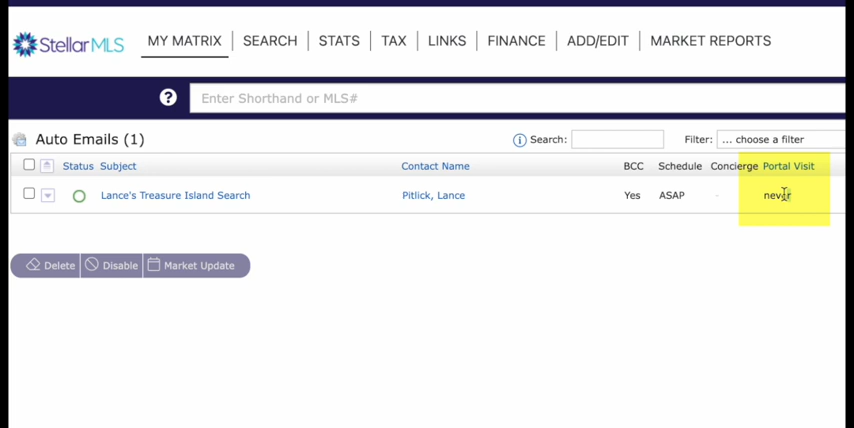 StellarMLS MY MATRIX SEARCH STATS TAX LINKS FINANCE ADD/EDIT MARKET REPORTS
? Enter Shorthand or MLS#
Auto Emails (1) i Search: Filter: ... choose a filter
Status Subject Contact Name BCC Schedule Concierge Portal Visit
Lance's Treasure Island Search Pitlick, Lance Yes ASAP - never
Delete Disable Market Update